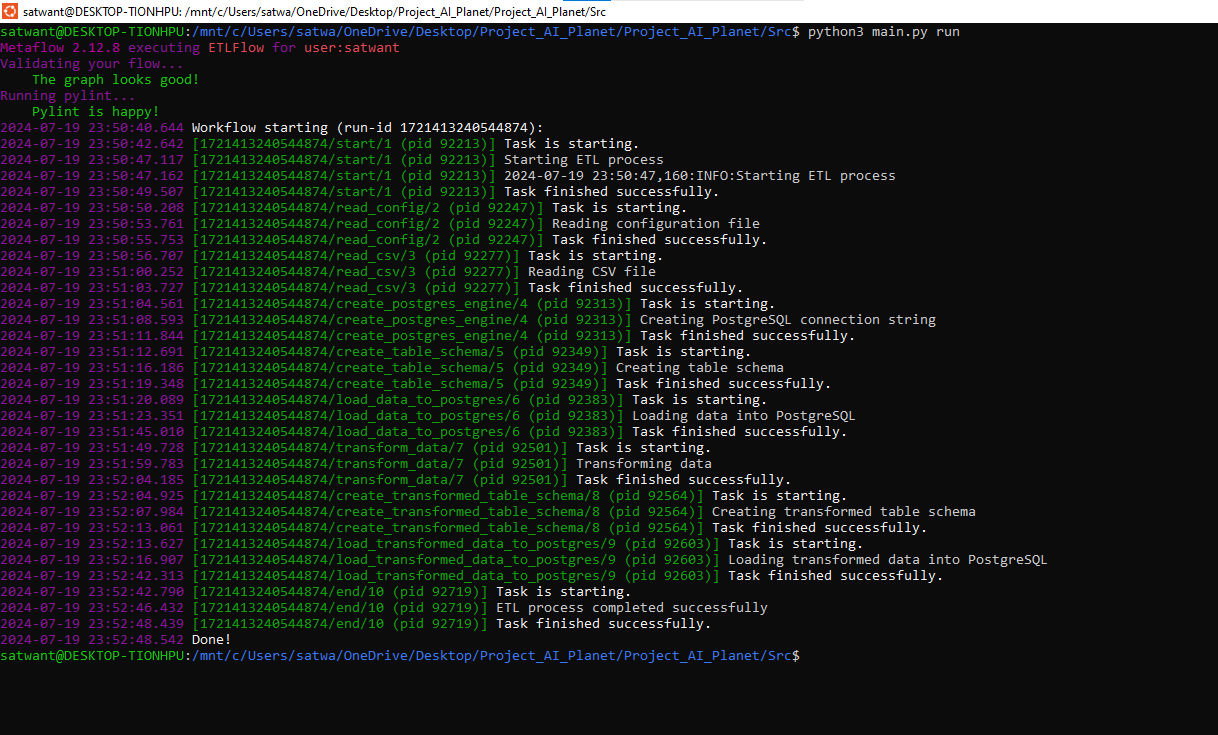 satwant@DESKTOP-TIONHPU: /mnt/c/Users/satwa/OneDrive/Desktop/Project_AI_Planet/Project_AI_Planet/Src
satwant@DESKTOP-TIONHPU:/mnt/c/Users/satwa/OneDrive/Desktop/Project_AI_Planet/Project_AI_Planet/Src$ python3 main.py run
Metaflow 2.12.8 executing ETLFlow for user:satwant
Validating your flow...
    The graph looks good!
Running pylint...
    Pylint is happy!
2024-07-19 23:50:40.644 Workflow starting (run-id 1721413240544874):
2024-07-19 23:50:42.642 [1721413240544874/start/1 (pid 92213)] Task is starting.
2024-07-19 23:50:47.117 [1721413240544874/start/1 (pid 92213)] Starting ETL process
2024-07-19 23:50:47.162 [1721413240544874/start/1 (pid 92213)] 2024-07-19 23:50:47,160:INFO:Starting ETL process
2024-07-19 23:50:49.507 [1721413240544874/start/1 (pid 92213)] Task finished successfully.
2024-07-19 23:50:50.208 [1721413240544874/read_config/2 (pid 92247)] Task is starting.
2024-07-19 23:50:53.761 [1721413240544874/read_config/2 (pid 92247)] Reading configuration file
2024-07-19 23:50:55.753 [1721413240544874/read_config/2 (pid 92247)] Task finished successfully.
2024-07-19 23:50:56.707 [1721413240544874/read_csv/3 (pid 92277)] Task is starting.
2024-07-19 23:51:00.252 [1721413240544874/read_csv/3 (pid 92277)] Reading CSV file
2024-07-19 23:51:03.727 [1721413240544874/read_csv/3 (pid 92277)] Task finished successfully.
2024-07-19 23:51:04.561 [1721413240544874/create_postgres_engine/4 (pid 92313)] Task is starting.
2024-07-19 23:51:08.593 [1721413240544874/create_postgres_engine/4 (pid 92313)] Creating PostgreSQL connection string
2024-07-19 23:51:11.844 [1721413240544874/create_postgres_engine/4 (pid 92313)] Task finished successfully.
2024-07-19 23:51:12.691 [1721413240544874/create_table_schema/5 (pid 92349)] Task is starting.
2024-07-19 23:51:16.186 [1721413240544874/create_table_schema/5 (pid 92349)] Creating table schema
2024-07-19 23:51:19.348 [1721413240544874/create_table_schema/5 (pid 92349)] Task finished successfully.
2024-07-19 23:51:20.089 [1721413240544874/load_data_to_postgres/6 (pid 92383)] Task is starting.
2024-07-19 23:51:23.351 [1721413240544874/load_data_to_postgres/6 (pid 92383)] Loading data into PostgreSQL
2024-07-19 23:51:45.010 [1721413240544874/load_data_to_postgres/6 (pid 92383)] Task finished successfully.
2024-07-19 23:51:49.728 [1721413240544874/transform_data/7 (pid 92501)] Task is starting.
2024-07-19 23:51:59.783 [1721413240544874/transform_data/7 (pid 92501)] Transforming data
2024-07-19 23:52:04.185 [1721413240544874/transform_data/7 (pid 92501)] Task finished successfully.
2024-07-19 23:52:04.925 [1721413240544874/create_transformed_table_schema/8 (pid 92564)] Task is starting.
2024-07-19 23:52:07.984 [1721413240544874/create_transformed_table_schema/8 (pid 92564)] Creating transformed table schema
2024-07-19 23:52:13.061 [1721413240544874/create_transformed_table_schema/8 (pid 92564)] Task finished successfully.
2024-07-19 23:52:13.627 [1721413240544874/load_transformed_data_to_postgres/9 (pid 92603)] Task is starting.
2024-07-19 23:52:16.907 [1721413240544874/load_transformed_data_to_postgres/9 (pid 92603)] Loading transformed data into PostgreSQL
2024-07-19 23:52:42.313 [1721413240544874/load_transformed_data_to_postgres/9 (pid 92603)] Task finished successfully.
2024-07-19 23:52:42.790 [1721413240544874/end/10 (pid 92719)] Task is starting.
2024-07-19 23:52:46.432 [1721413240544874/end/10 (pid 92719)] ETL process completed successfully
2024-07-19 23:52:48.439 [1721413240544874/end/10 (pid 92719)] Task finished successfully.
2024-07-19 23:52:48.542 Done!
satwant@DESKTOP-TIONHPU:/mnt/c/Users/satwa/OneDrive/Desktop/Project_AI_Planet/Project_AI_Planet/Src$